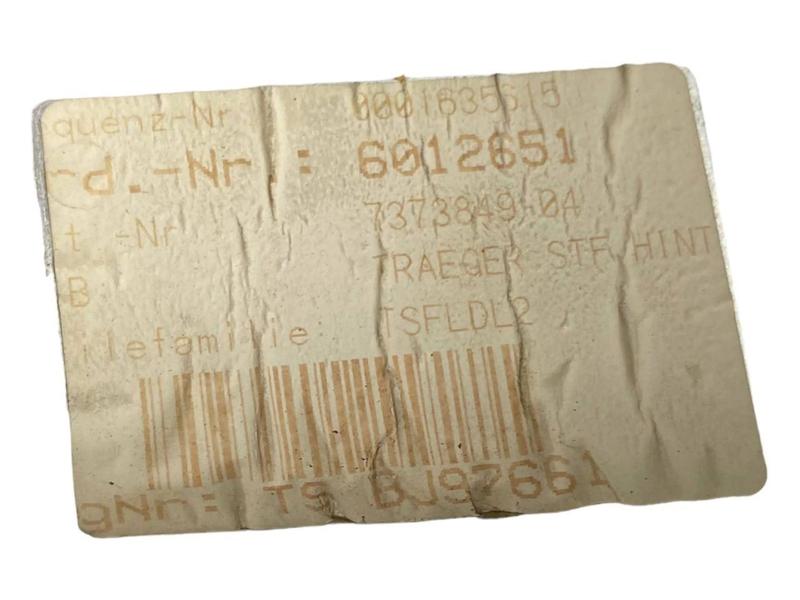 quenz-Nr 0001635615
d.-Nr.: 6012651
t.-Nr 7373849-04
B TRAEGER STF HINT
ilefamilie: TSFLDL2
gNr: TS BJ97661